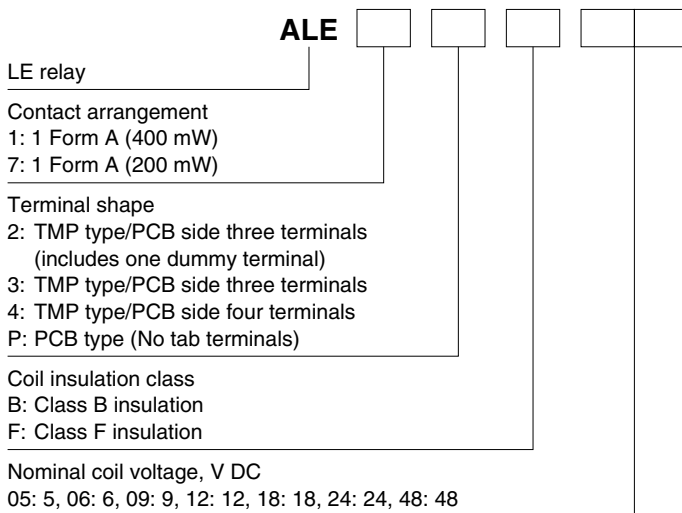 ALE
LE relay
Contact arrangement
1: 1 Form A (400 mW)
7: 1 Form A (200 mW)
Terminal shape
2: TMP type/PCB side three terminals
(includes one dummy terminal)
3: TMP type/PCB side three terminals
4: TMP type/PCB side four terminals
P: PCB type (No tab terminals)
Coil insulation class
B: Class B insulation
F: Class F insulation
Nominal coil voltage, V DC
05: 5, 06: 6, 09: 9, 12: 12, 18: 18, 24: 24, 48: 48